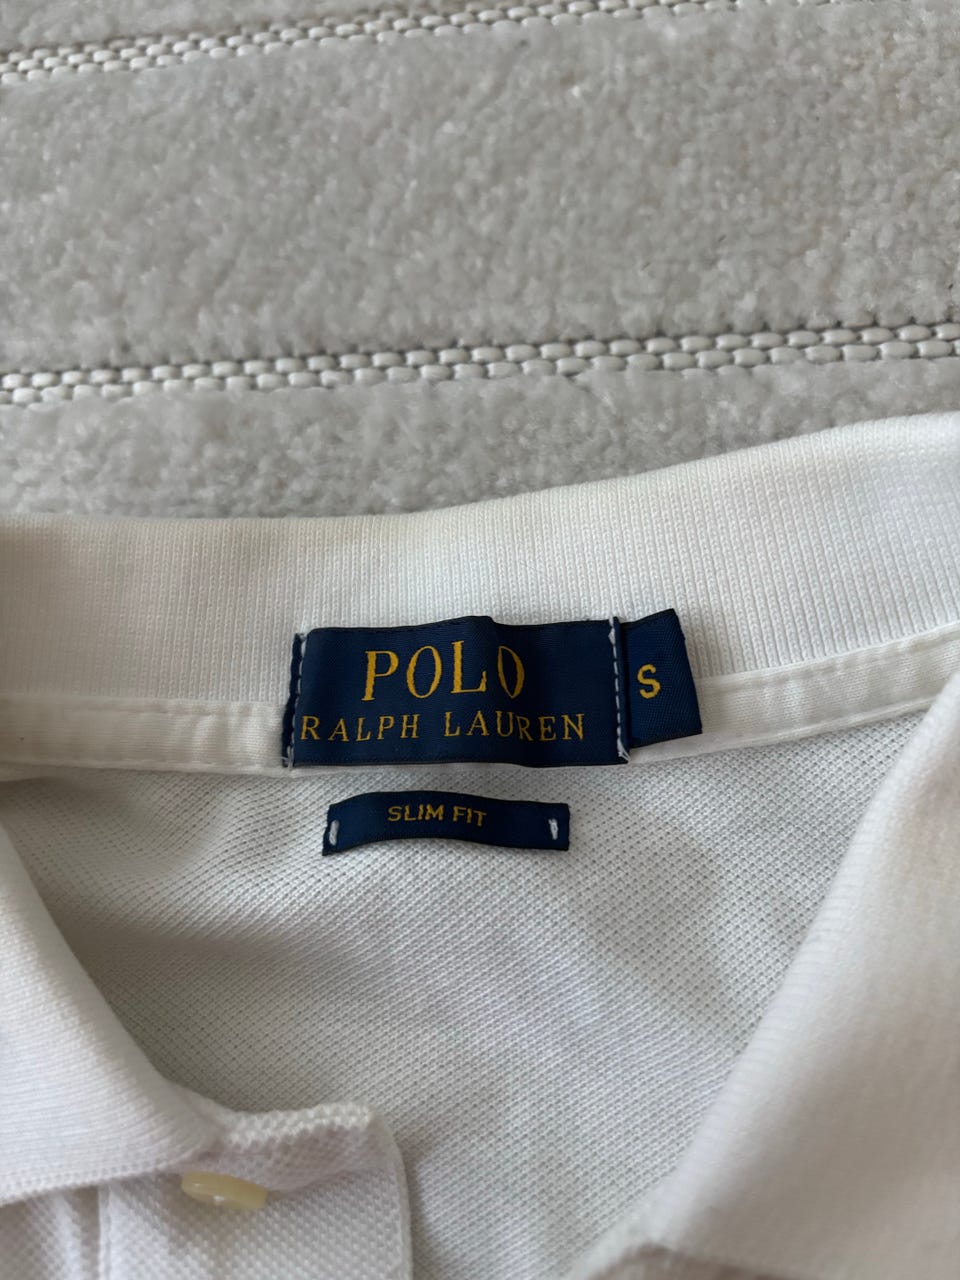 POLO
RALPH LAUREN
S
SLIM FIT